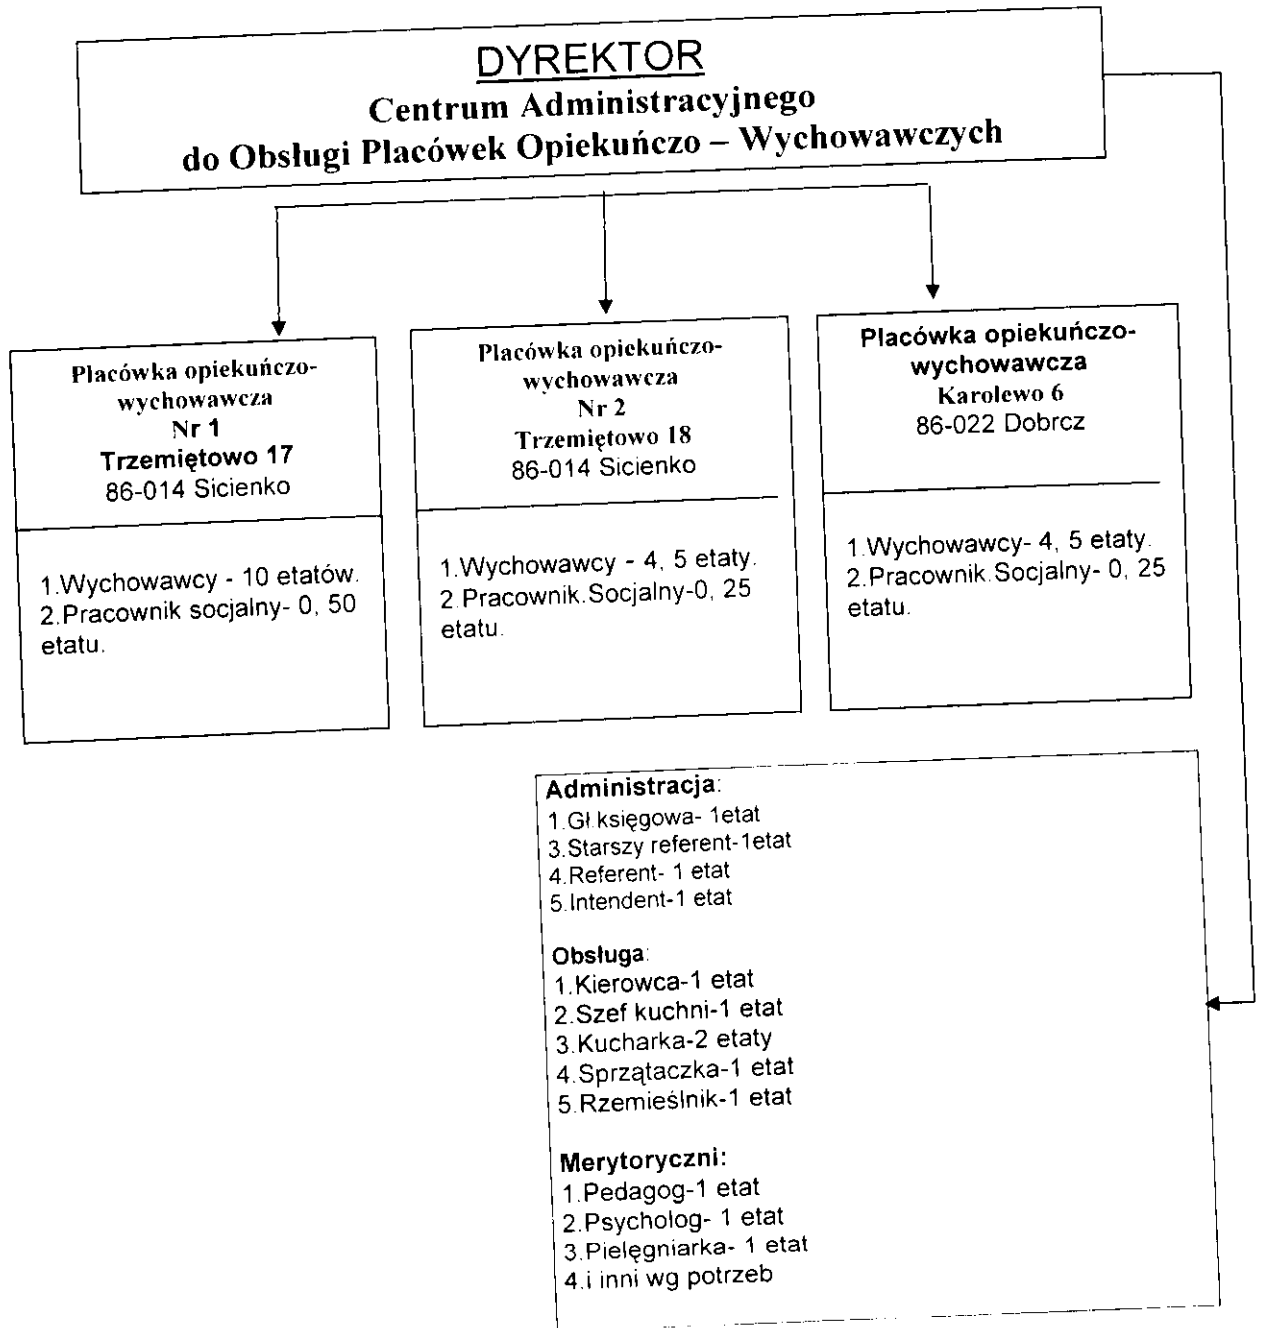 DYREKTOR
Centrum Administracyjnego
do Obsługi Placówek Opiekuńczo – Wychowawczych
Placówka opiekuńczo-
wychowawcza
Nr 1
Trzemiętowo 17
86-014 Sicienko
1.Wychowawcy - 10 etatów.
2.Pracownik socjalny- 0, 50
etatu.
Placówka opiekuńczo-
wychowawcza
Nr 2
Trzemiętowo 18
86-014 Sicienko
1.Wychowawcy - 4, 5 etaty.
2.Pracownik.Socjalny-0, 25
etatu.
Placówka opiekuńczo-
wychowawcza
Karolewo 6
86-022 Dobrcz
1.Wychowawcy- 4, 5 etaty.
2.Pracownik.Socjalny- 0, 25
etatu.
Administracja:
1.Gł.księgowa- 1etat
3.Starszy referent-1etat
4.Referent- 1 etat
5.Intendent-1 etat
Obsługa:
1.Kierowca-1 etat
2.Szef kuchni-1 etat
3.Kucharka-2 etaty
4.Sprzątaczka-1 etat
5.Rzemieślnik-1 etat
Merytoryczni:
1.Pedagog-1 etat
2.Psycholog- 1 etat
3.Pielęgniarka- 1 etat
4.i inni wg potrzeb